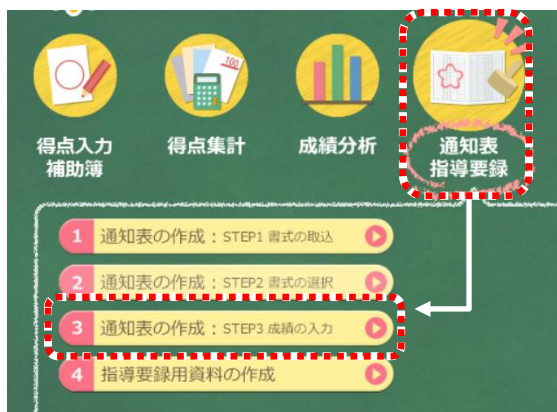 100
得点入力
補助簿
得点集計
成績分析
通知表
指導要録
1 通知表の作成：STEP1 書式の取込
2 通知表の作成：STEP2 書式の選択
3 通知表の作成：STEP3 成績の入力
4 指導要録用資料の作成